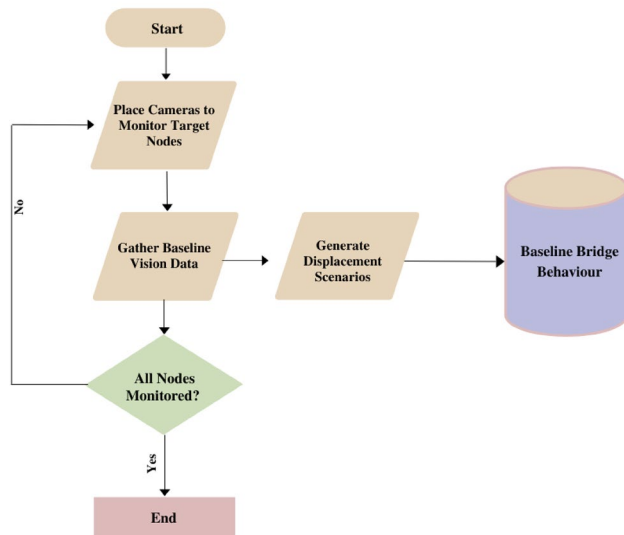 Start
Place Cameras to
Monitor Target
Nodes
No
Gather Baseline
Vision Data
Generate
Displacement
Scenarios
Baseline Bridge
Behaviour
All Nodes
Monitored?
Yes
End